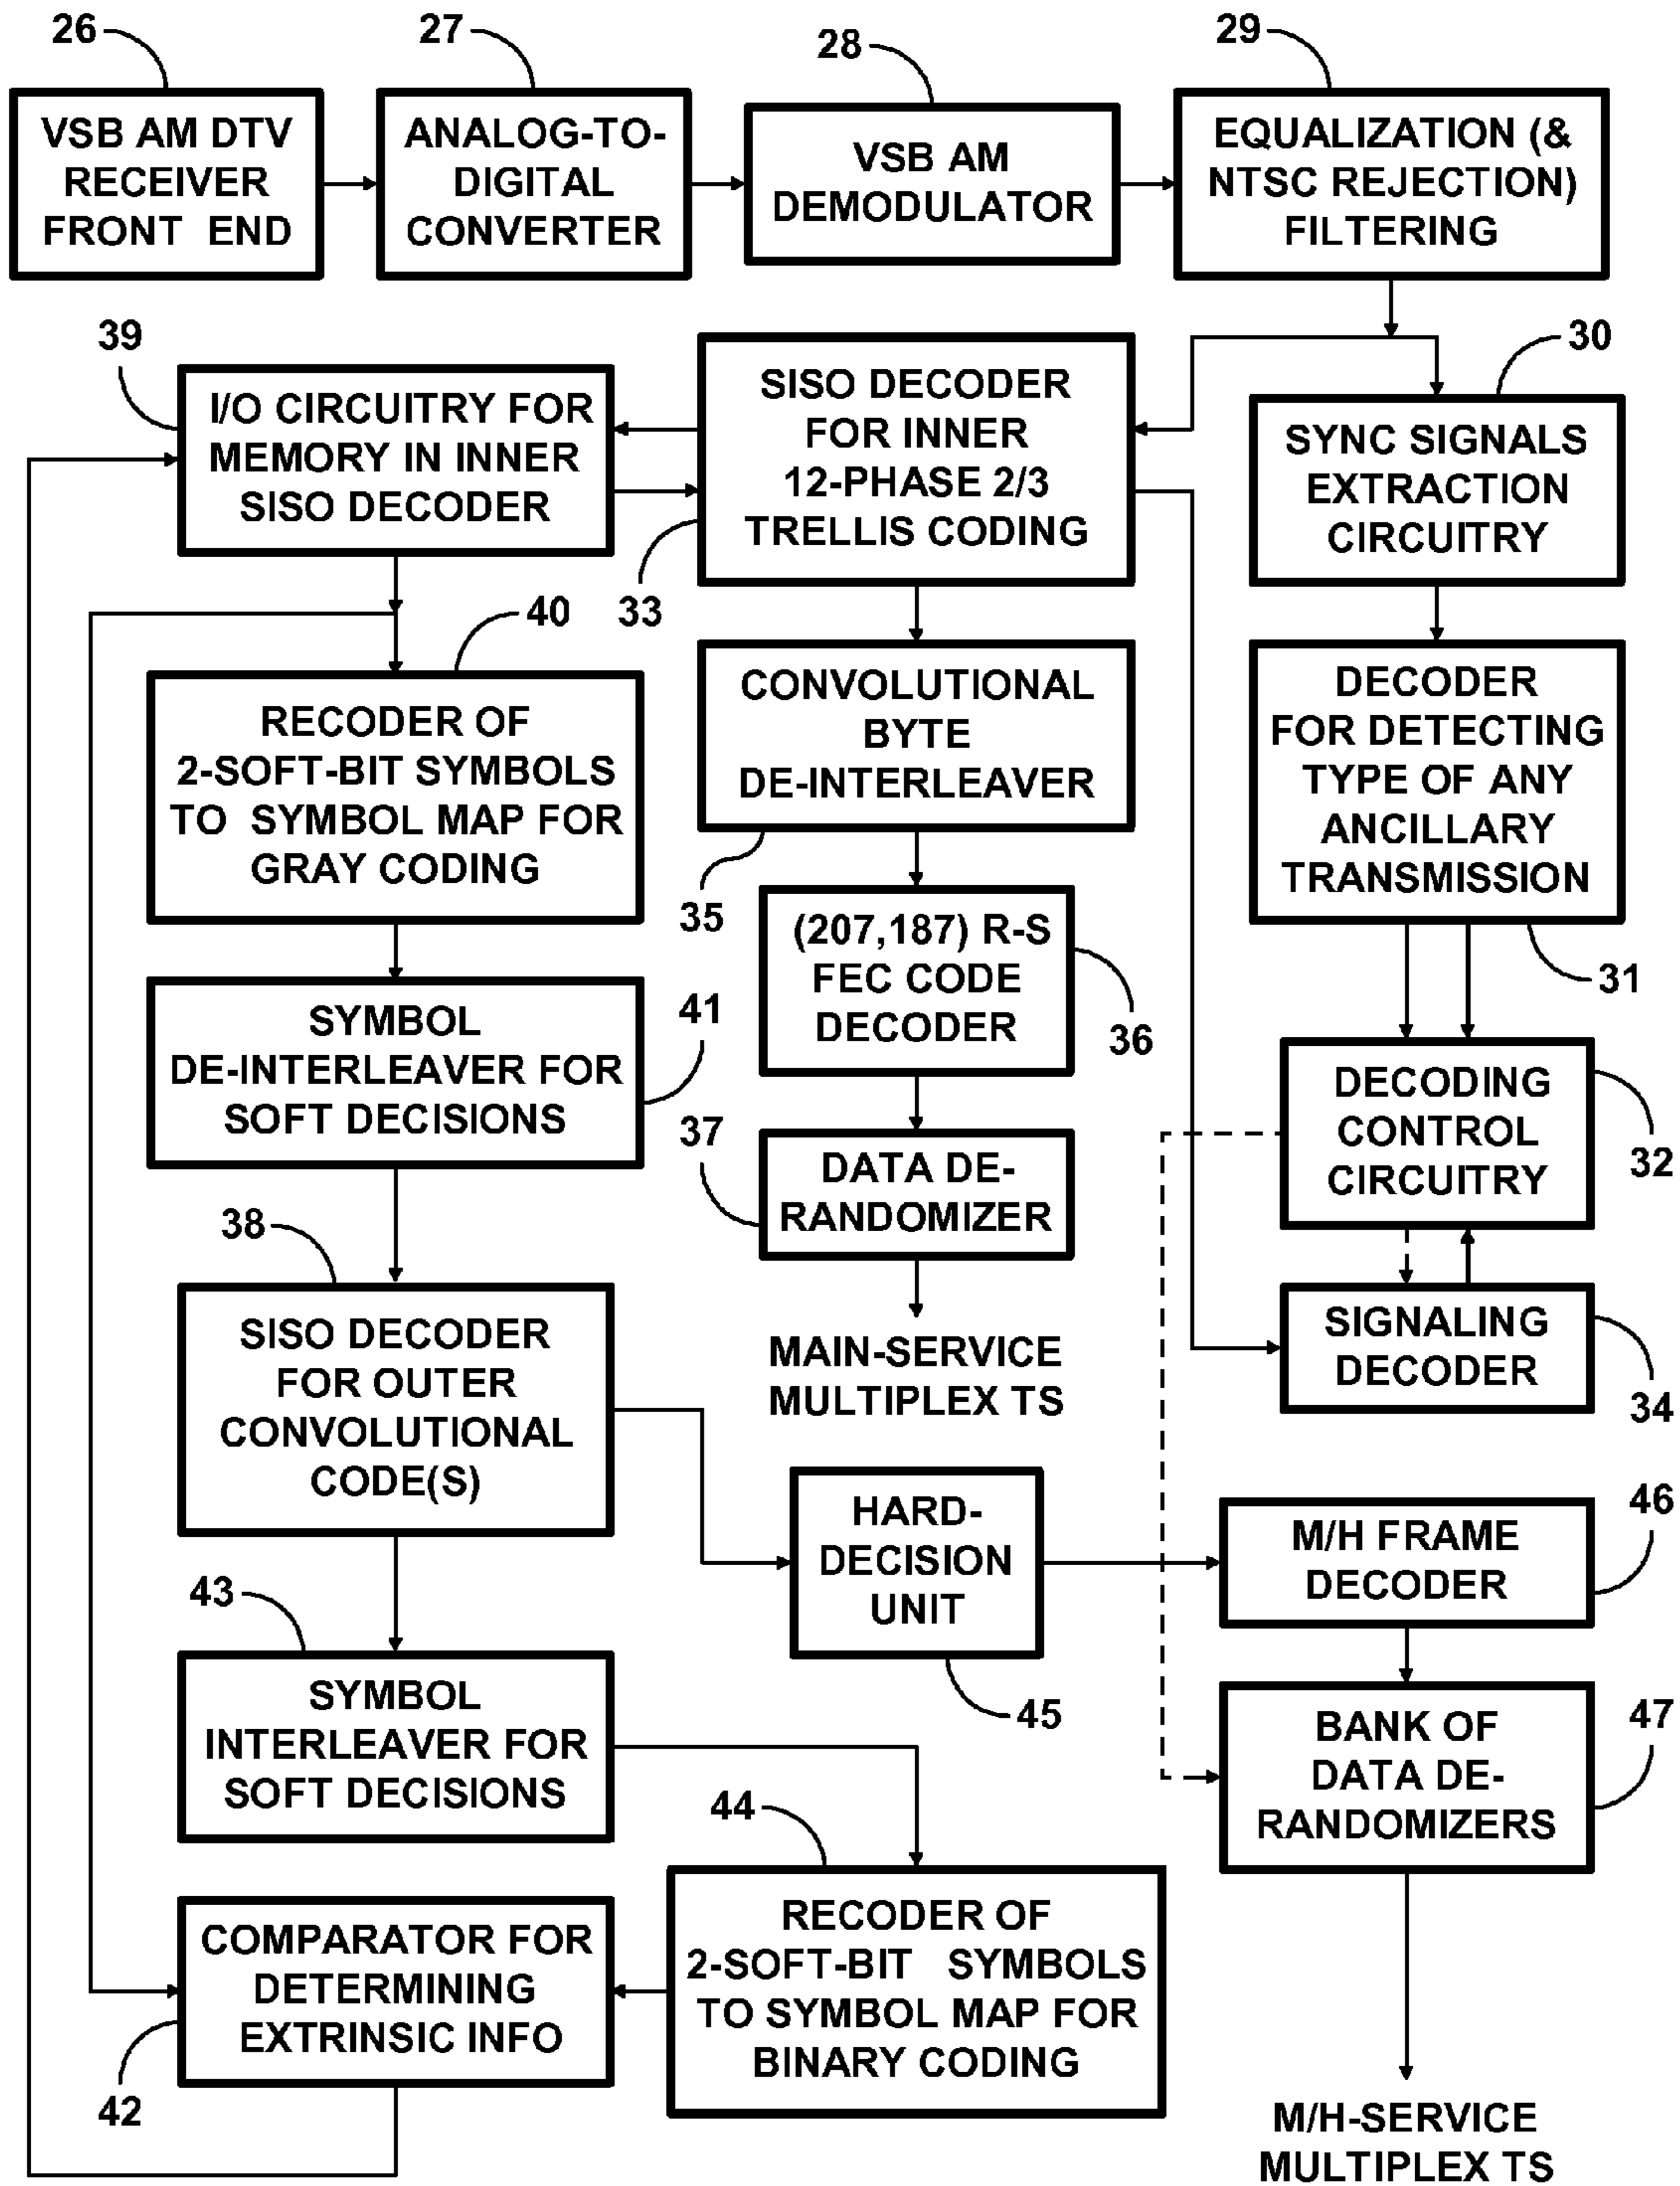 26
27
28
29
VSB AM DTV
RECEIVER
FRONT END
ANALOG-TO-
DIGITAL
CONVERTER
VSB AM
DEMODULATOR
EQUALIZATION (&
NTSC REJECTION)
FILTERING
39
I/O CIRCUITRY FOR
MEMORY IN INNER
SISO DECODER
SISO DECODER
FOR INNER
12-PHASE 2/3
TRELLIS CODING
33
30
SYNC SIGNALS
EXTRACTION
CIRCUITRY
40
RECODER OF
2-SOFT-BIT SYMBOLS
TO SYMBOL MAP FOR
GRAY CODING
CONVOLUTIONAL
BYTE
DE-INTERLEAVER
35
DECODER
FOR DETECTING
TYPE OF ANY
ANCILLARY
TRANSMISSION
31
(207,187) R-S
FEC CODE
DECODER
36
SYMBOL
DE-INTERLEAVER FOR
SOFT DECISIONS
41
DECODING
CONTROL
CIRCUITRY
32
37
DATA DE-
RANDOMIZER
MAIN-SERVICE
MULTIPLEX TS
38
SISO DECODER
FOR OUTER
CONVOLUTIONAL
CODE(S)
SIGNALING
DECODER
34
HARD-
DECISION
UNIT
45
M/H FRAME
DECODER
46
43
SYMBOL
INTERLEAVER FOR
SOFT DECISIONS
BANK OF
DATA DE-
RANDOMIZERS
47
44
RECODER OF
2-SOFT-BIT SYMBOLS
TO SYMBOL MAP FOR
BINARY CODING
COMPARATOR FOR
DETERMINING
EXTRINSIC INFO
42
M/H-SERVICE
MULTIPLEX TS